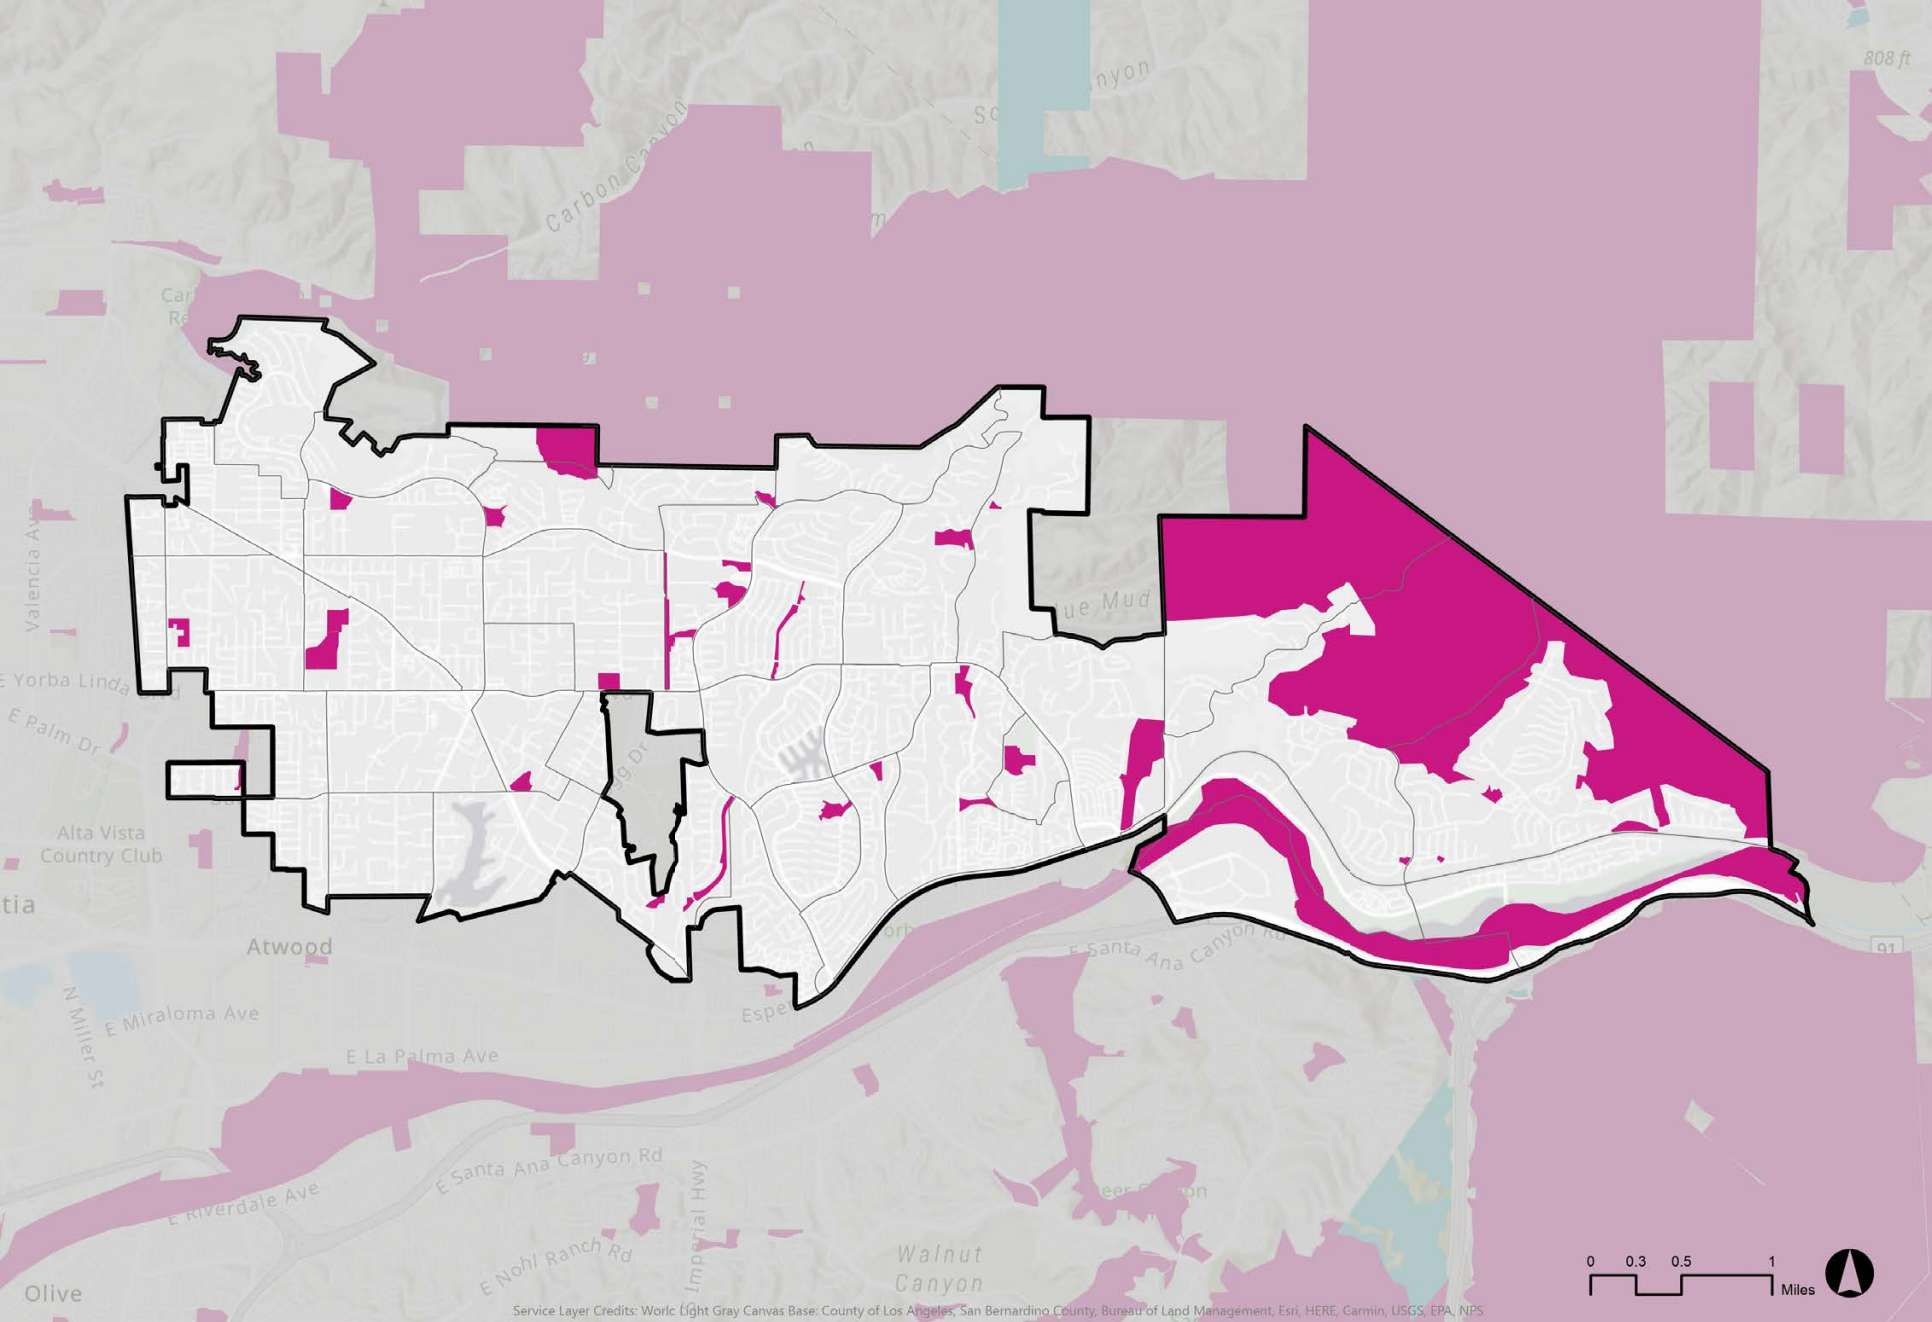 808 ft
Carbon Canyon
Valencia Ave
E Yorba Linda
E Palm Dr
Mud
Alta Vista
Country Club
tia
Atwood
E Santa Ana Canyon Rd
91
N Miller St
E Miraloma Ave
E La Palma Ave
E Santa Ana Canyon Rd
E Riverdale Ave
S Imperial Hwy
E Nohl Ranch Rd
Walnut
Canyon
Olive
0 0.3 0.5 1
Miles
Service Layer Credits: World Light Gray Canvas Base: County of Los Angeles, San Bernardino County, Bureau of Land Management, Esri, HERE, Garmin, USGS, EPA, NPS